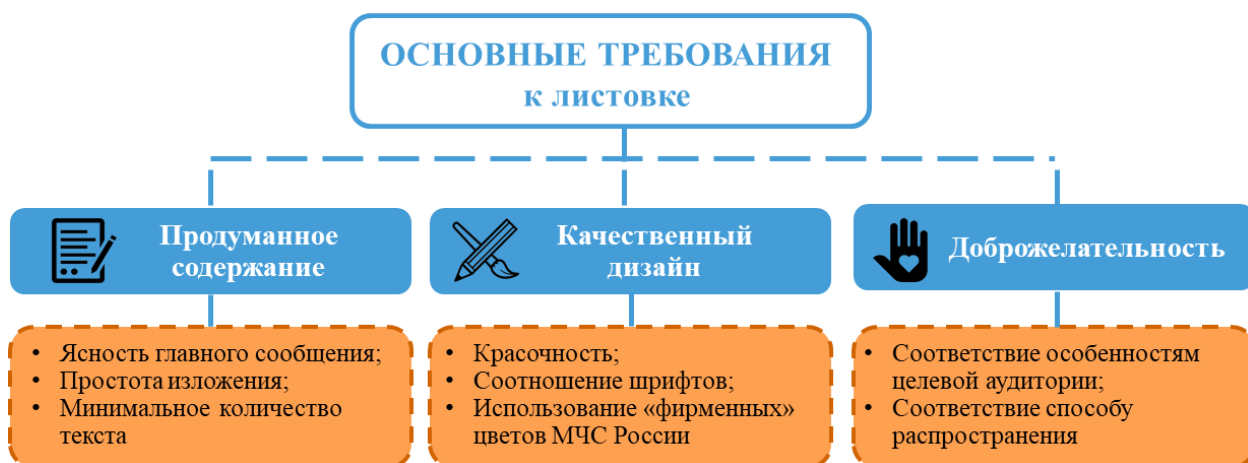 ОСНОВНЫЕ ТРЕБОВАНИЯ
к листовке
Продуманное
содержание
• Ясность главного сообщения;
• Простота изложения;
• Минимальное количество
текста
Качественный
дизайн
• Красочность;
• Соотношение шрифтов;
• Использование «фирменных»
цветов МЧС России
Доброжелательность
• Соответствие особенностям
целевой аудитории;
• Соответствие способу
распространения